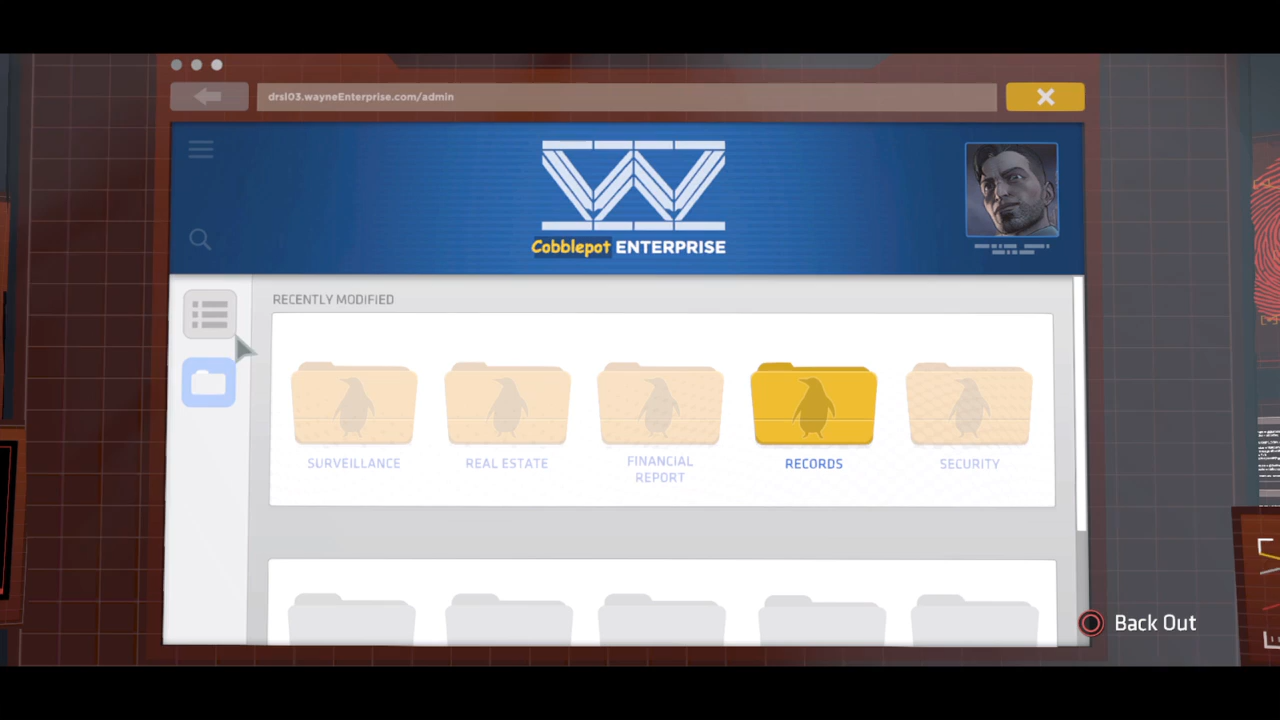 drsl03.wayneEnterprise.com/admin
Cobblepot ENTERPRISE
RECENTLY MODIFIED
SURVEILLANCE
REAL ESTATE
FINANCIAL
REPORT
RECORDS
SECURITY
Back Out